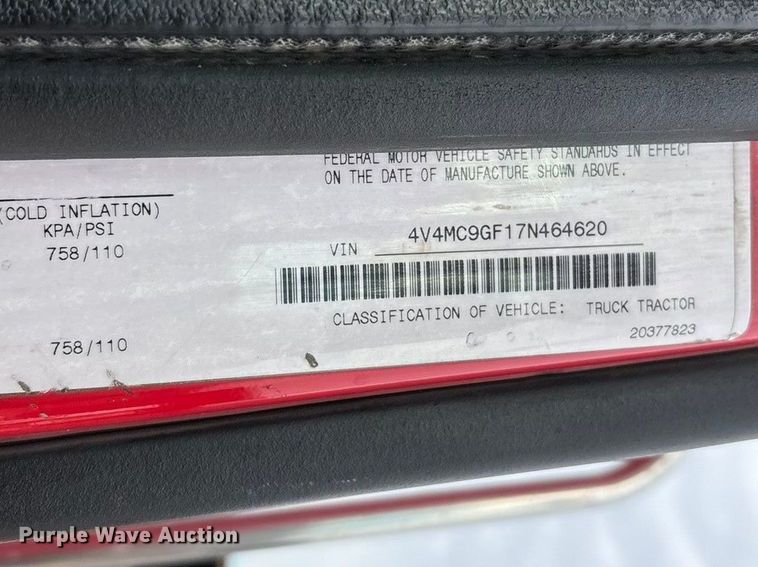 FEDERAL MOTOR VEHICLE SAFETY STANDARDS IN EFFECT
ON THE DATE OF MANUFACTURE SHOWN ABOVE.
(COLD INFLATION)
KPA/PSI
758/110
VIN 4V4MC9GF17N464620
CLASSIFICATION OF VEHICLE: TRUCK TRACTOR
758/110
20377823
Purple Wave Auction